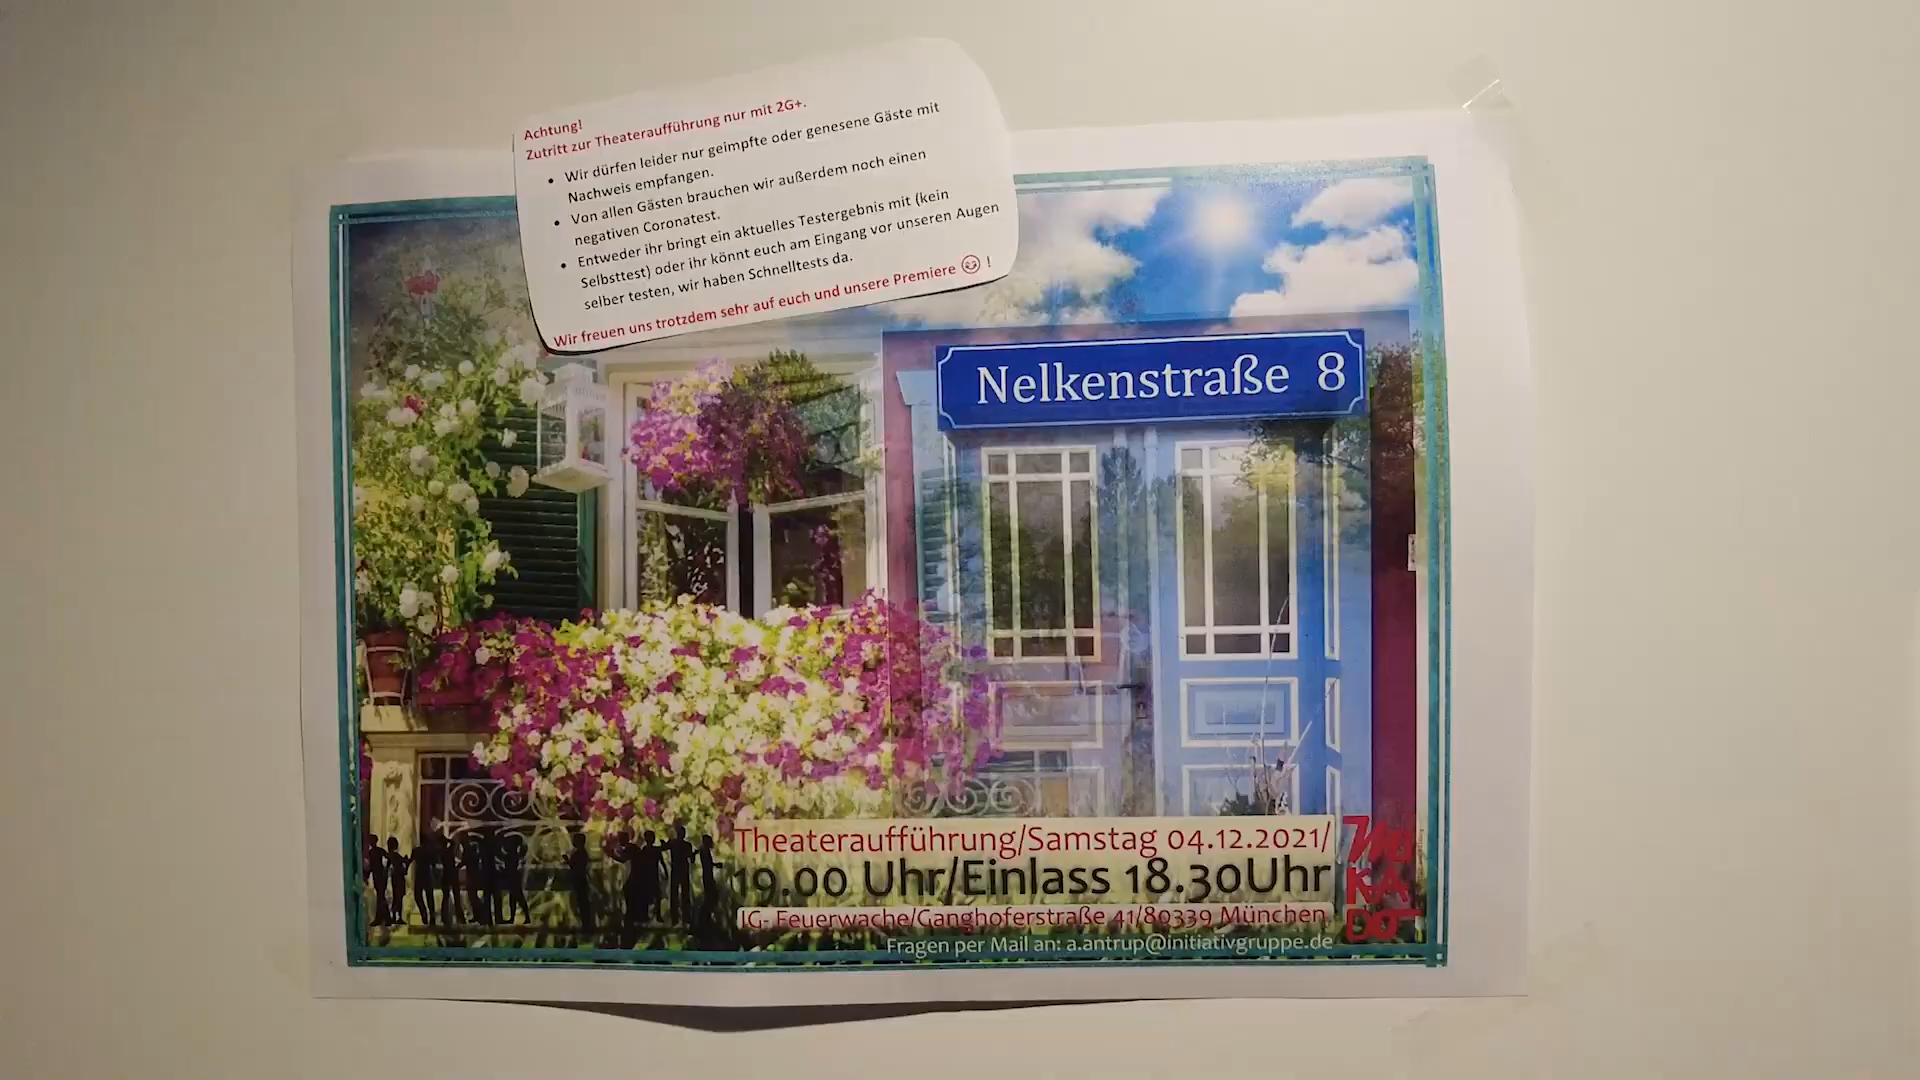 Achtung!
Zutritt zur Theateraufführung nur mit 2G+.
• Wir dürfen leider nur geimpfte oder genesene Gäste mit
Nachweis empfangen.
• Von allen Gästen brauchen wir außerdem noch einen
negativen Coronatest.
• Entweder ihr bringt ein aktuelles Testergebnis mit (kein
Selbsttest) oder ihr könnt euch am Eingang vor unseren Augen
selber testen, wir haben Schnelltests da.
Wir freuen uns trotzdem sehr auf euch und unsere Premiere 😊 !
Nelkenstraße 8
Theateraufführung/Samstag 04.12.2021/
19.00 Uhr/Einlass 18.30Uhr
IG- Feuerwache/Ganghoferstraße 41/80339 München
Fragen per Mail an: a.antrup@initiativgruppe.de
MA
KA
DO